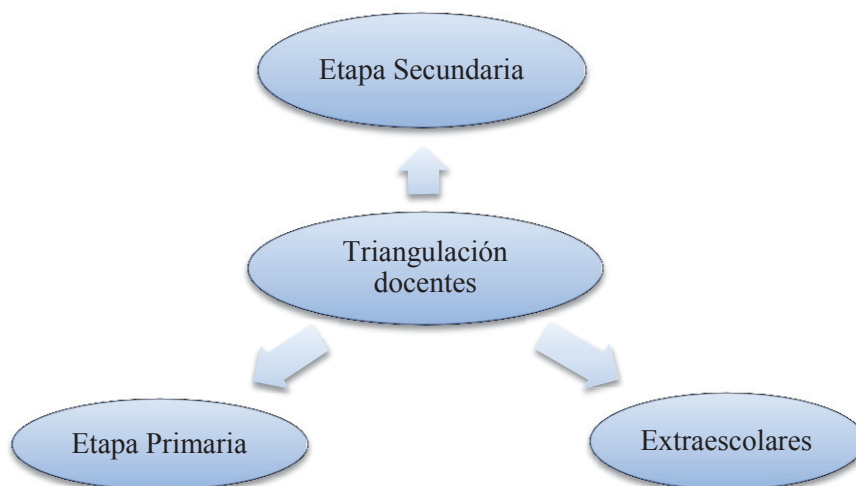 Etapa Secundaria
Triangulación
docentes
Etapa Primaria
Extraescolares